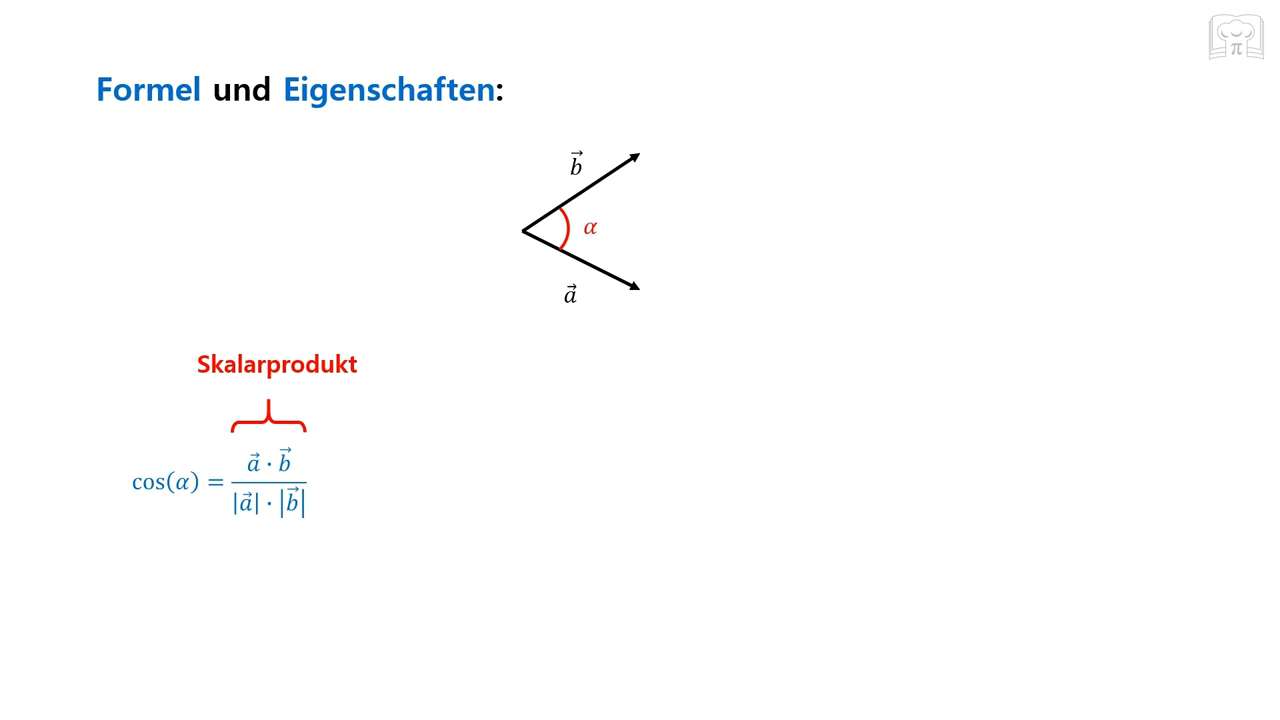 Formel und Eigenschaften:
b⃗
α
a⃗
Skalarprodukt
cos(α) = (a⃗ · b⃗) / (|a⃗| · |b⃗|)
π